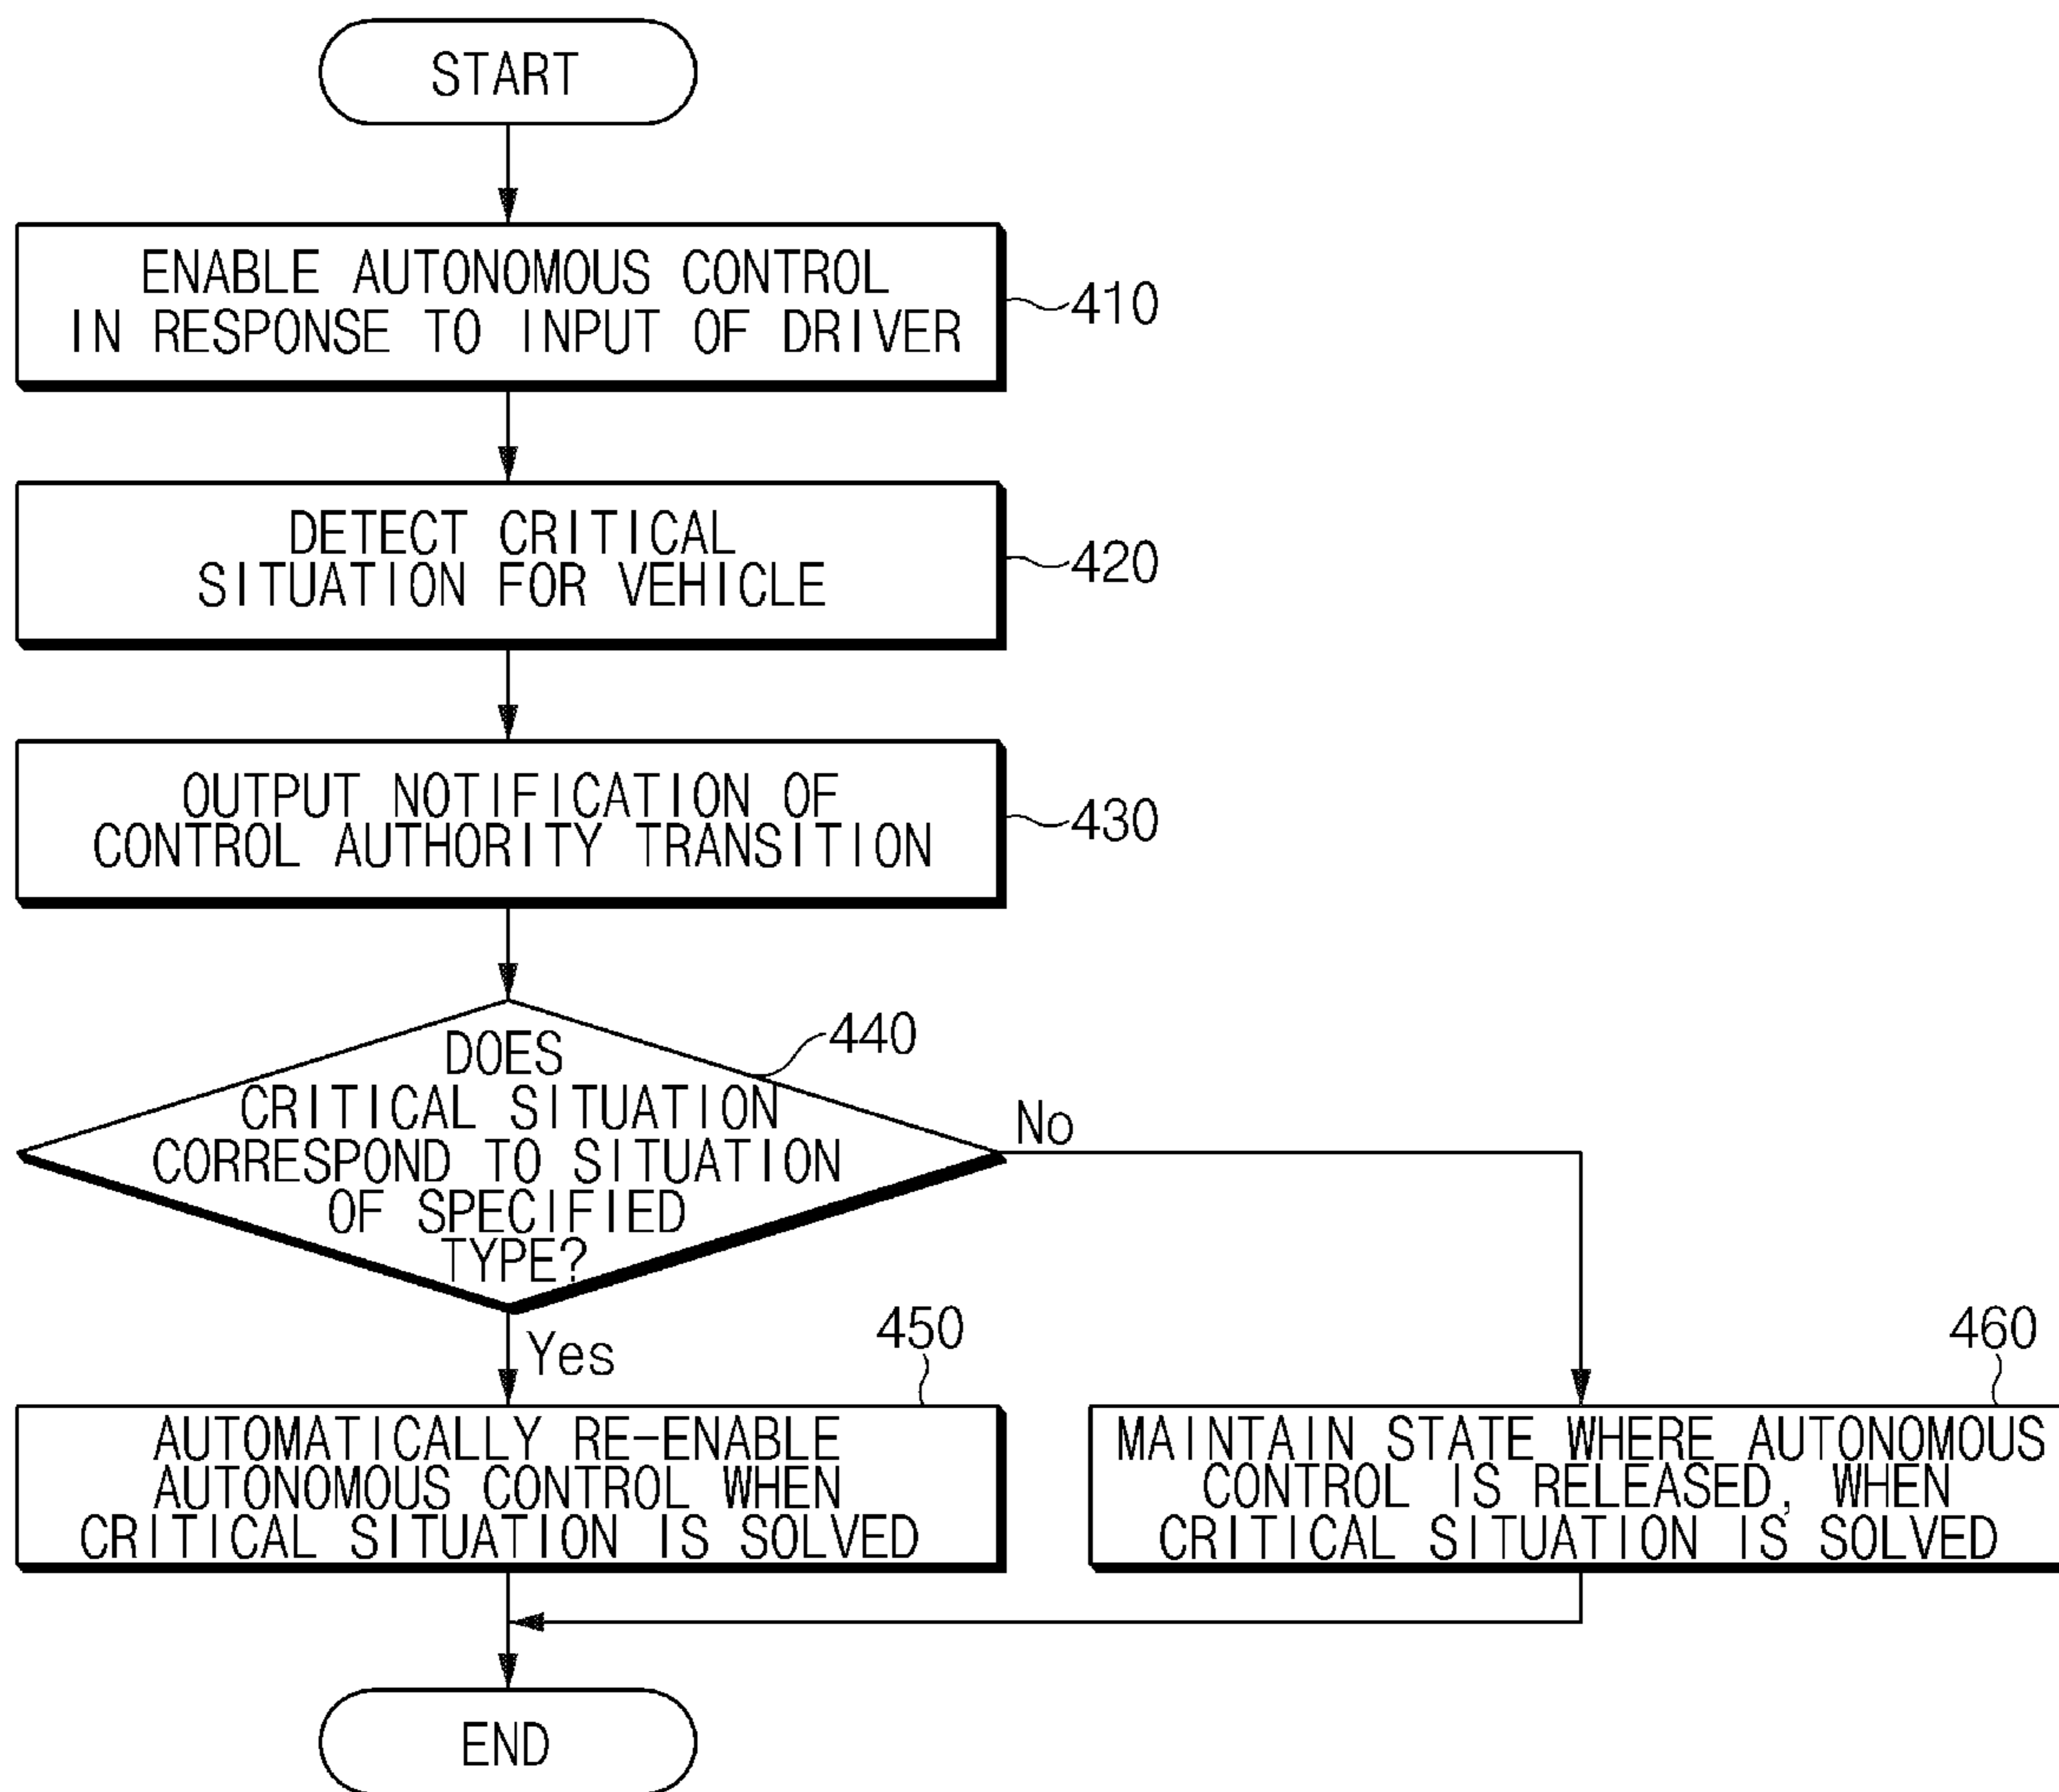 START
ENABLE AUTONOMOUS CONTROL
IN RESPONSE TO INPUT OF DRIVER
410
DETECT CRITICAL
SITUATION FOR VEHICLE
420
OUTPUT NOTIFICATION OF
CONTROL AUTHORITY TRANSITION
430
440
DOES
CRITICAL SITUATION
CORRESPOND TO SITUATION
OF SPECIFIED
TYPE?
No
Yes
450
AUTOMATICALLY RE-ENABLE
AUTONOMOUS CONTROL WHEN
CRITICAL SITUATION IS SOLVED
460
MAINTAIN STATE WHERE AUTONOMOUS
CONTROL IS RELEASED, WHEN
CRITICAL SITUATION IS SOLVED
END